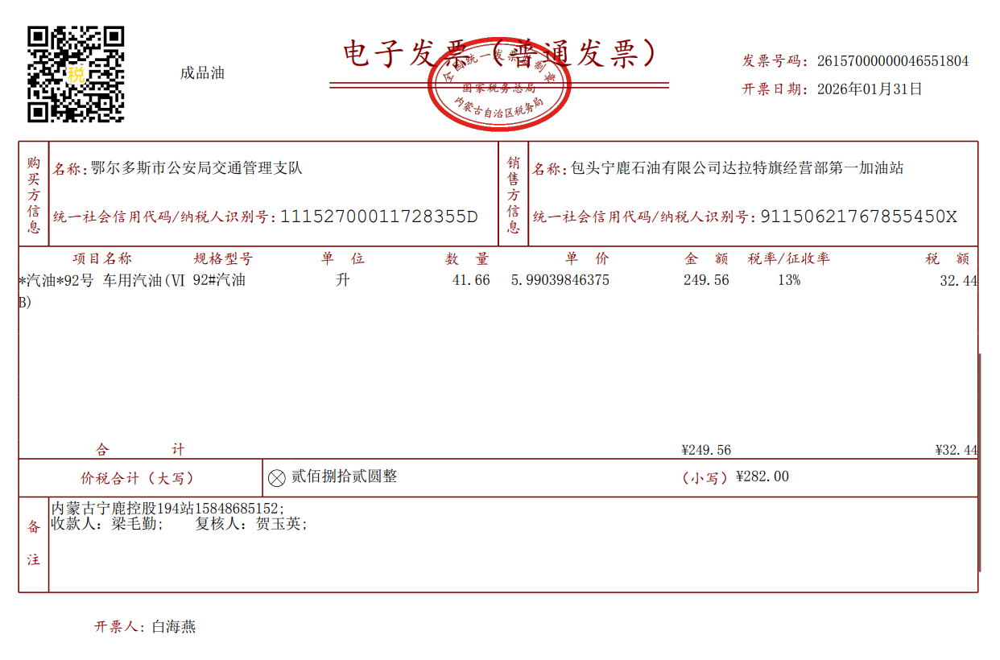 税
成品油
电子发票（普通发票）
全国统一发票监制章
国家税务总局
内蒙古自治区税务局
发票号码：26157000000046551804
开票日期：2026年01月31日
购买方信息
名称：鄂尔多斯市公安局交通管理支队
统一社会信用代码/纳税人识别号：11152700011728355D
销售方信息
名称：包头宁鹿石油有限公司达拉特旗经营部第一加油站
统一社会信用代码/纳税人识别号：91150621767855450X
项目名称 规格型号 单位 数量 单价 金额 税率/征收率 税额
*汽油*92号 车用汽油(Ⅵ 92#汽油 升 41.66 5.99039846375 249.56 13% 32.44
B)
合计 ¥249.56 ¥32.44
价税合计（大写） 贰佰捌拾贰圆整 （小写）¥282.00
备注
内蒙古宁鹿控股194站15848685152;
收款人：梁毛勤; 复核人：贺玉英;
开票人：白海燕